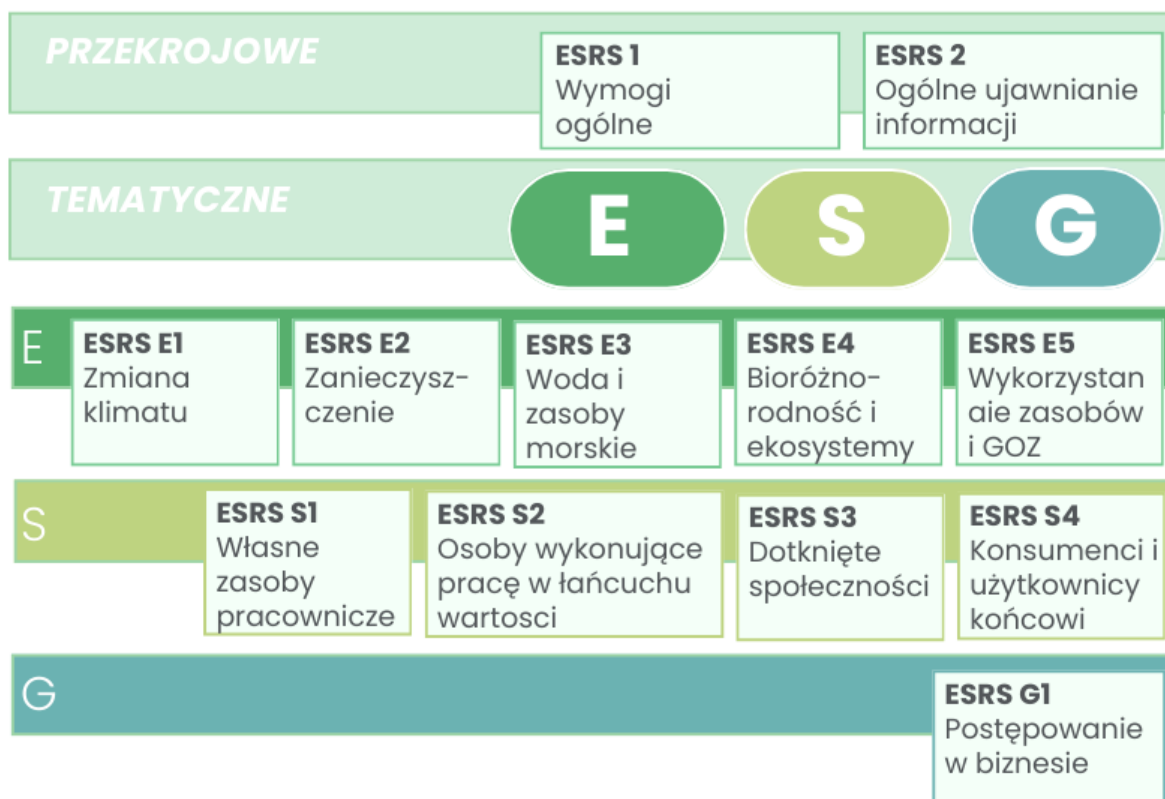 PRZEKROJOWE
ESRS 1
Wymogi
ogólne
ESRS 2
Ogólne ujawnianie
informacji
TEMATYCZNE
E
S
G
E
ESRS E1
Zmiana
klimatu
ESRS E2
Zanieczysz-
czenie
ESRS E3
Woda i
zasoby
morskie
ESRS E4
Bioróżno-
rodność i
ekosystemy
ESRS E5
Wykorzystan
aie zasobów
i GOZ
S
ESRS S1
Własne
zasoby
pracownicze
ESRS S2
Osoby wykonujące
pracę w łańcuchu
wartosci
ESRS S3
Dotknięte
społeczności
ESRS S4
Konsumenci i
użytkownicy
końcowi
G
ESRS G1
Postępowanie
w biznesie